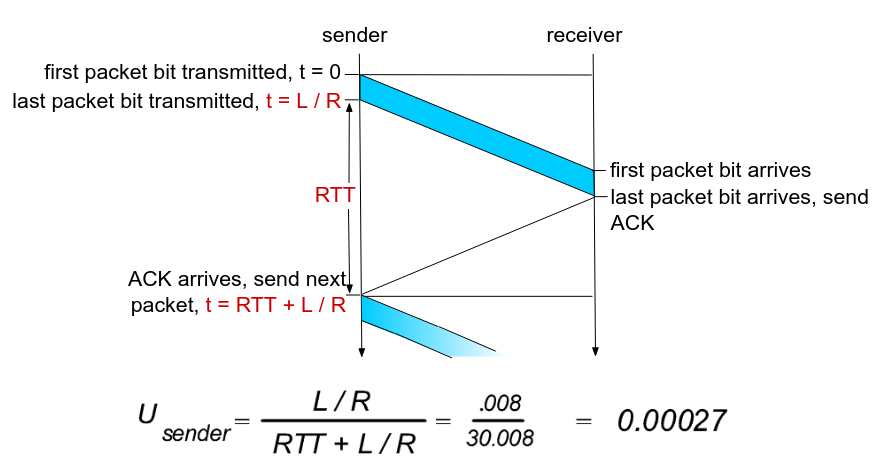 sender receiver
first packet bit transmitted, t = 0
last packet bit transmitted, t = L / R
first packet bit arrives
RTT
last packet bit arrives, send
ACK
ACK arrives, send next
packet, t = RTT + L / R
U sender = L / R / RTT + L / R = .008 / 30.008 = 0.00027